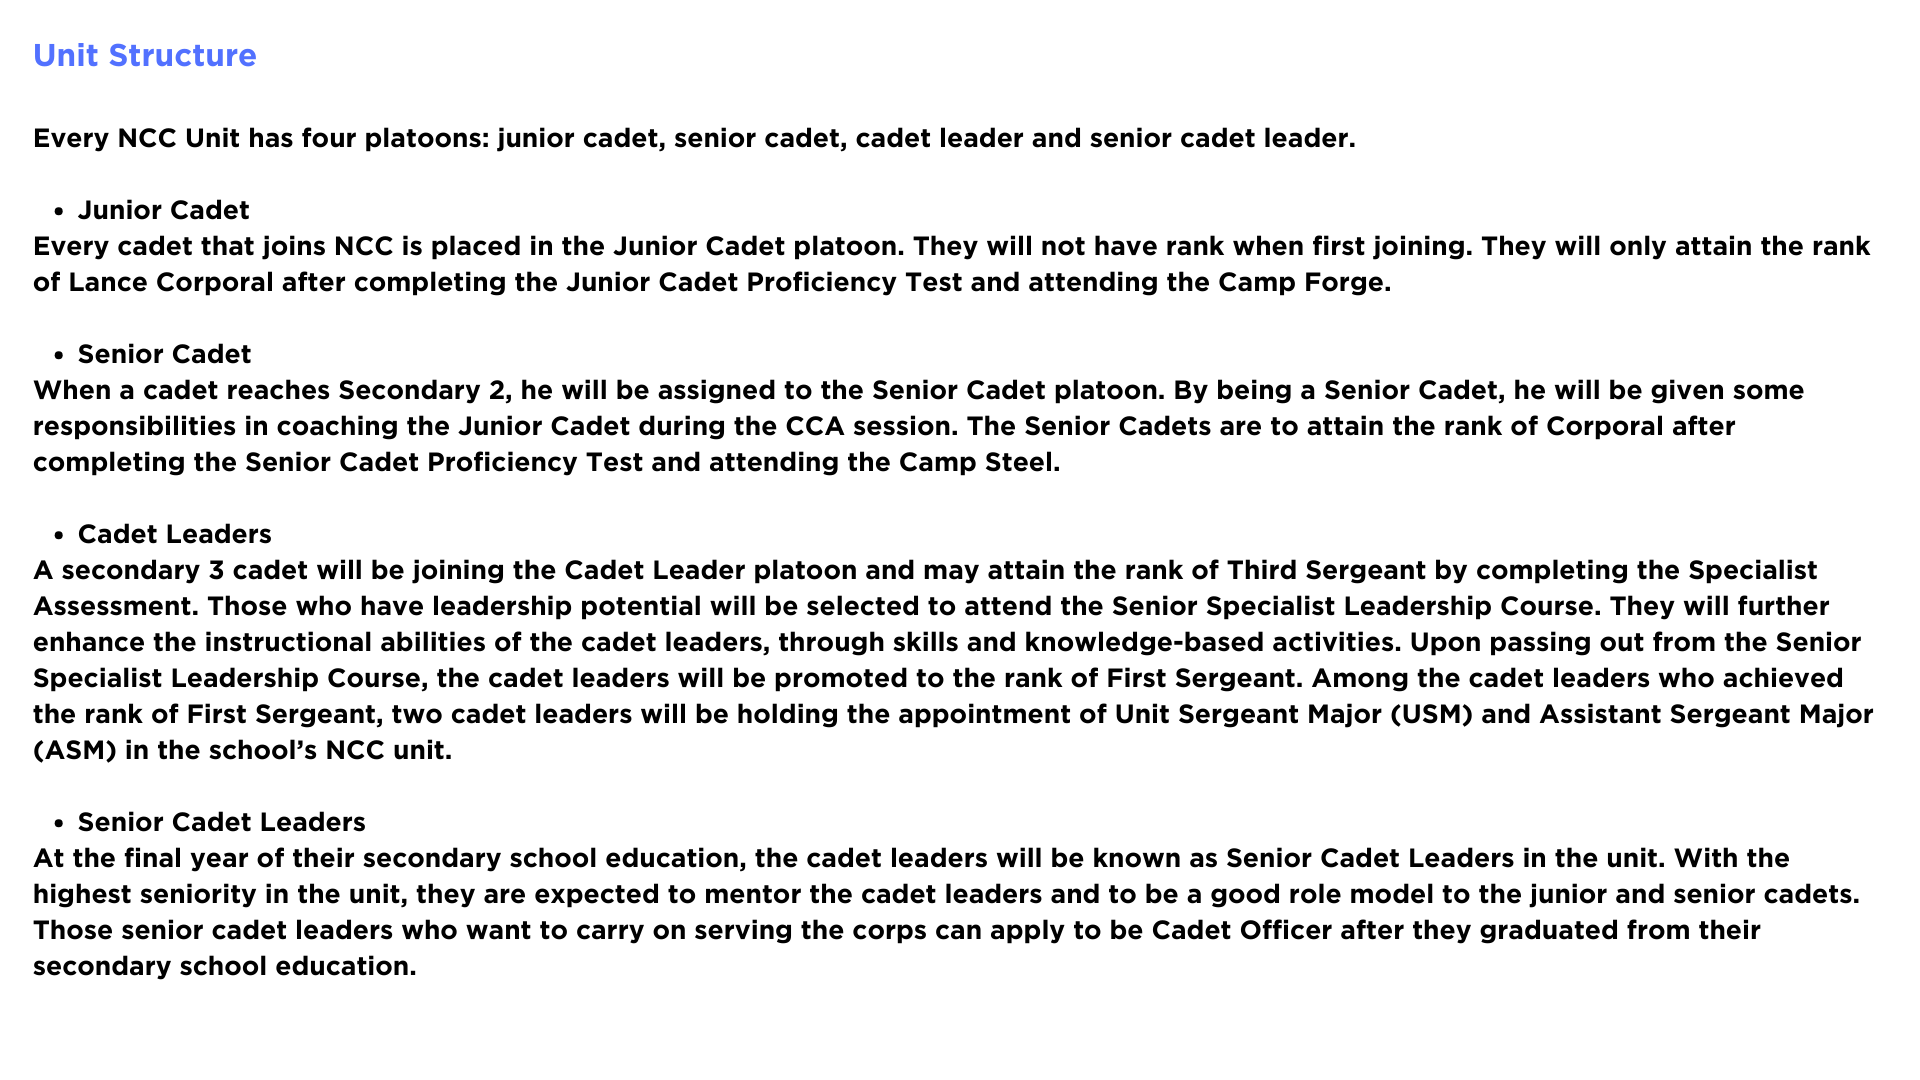 Unit Structure
Every NCC Unit has four platoons: junior cadet, senior cadet, cadet leader and senior cadet leader.
• Junior Cadet
Every cadet that joins NCC is placed in the Junior Cadet platoon. They will not have rank when first joining. They will only attain the rank
of Lance Corporal after completing the Junior Cadet Proficiency Test and attending the Camp Forge.
• Senior Cadet
When a cadet reaches Secondary 2, he will be assigned to the Senior Cadet platoon. By being a Senior Cadet, he will be given some
responsibilities in coaching the Junior Cadet during the CCA session. The Senior Cadets are to attain the rank of Corporal after
completing the Senior Cadet Proficiency Test and attending the Camp Steel.
• Cadet Leaders
A secondary 3 cadet will be joining the Cadet Leader platoon and may attain the rank of Third Sergeant by completing the Specialist
Assessment. Those who have leadership potential will be selected to attend the Senior Specialist Leadership Course. They will further
enhance the instructional abilities of the cadet leaders, through skills and knowledge-based activities. Upon passing out from the Senior
Specialist Leadership Course, the cadet leaders will be promoted to the rank of First Sergeant. Among the cadet leaders who achieved
the rank of First Sergeant, two cadet leaders will be holding the appointment of Unit Sergeant Major (USM) and Assistant Sergeant Major
(ASM) in the school’s NCC unit.
• Senior Cadet Leaders
At the final year of their secondary school education, the cadet leaders will be known as Senior Cadet Leaders in the unit. With the
highest seniority in the unit, they are expected to mentor the cadet leaders and to be a good role model to the junior and senior cadets.
Those senior cadet leaders who want to carry on serving the corps can apply to be Cadet Officer after they graduated from their
secondary school education.